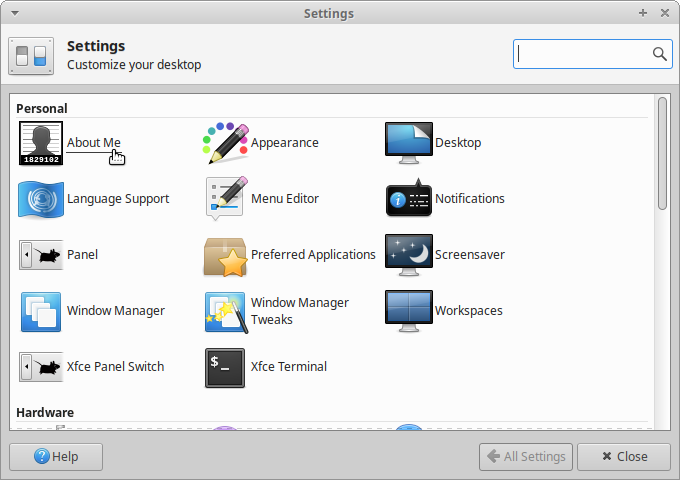 Settings
Settings
Customize your desktop
Personal
1829102
About Me
Appearance
Desktop
Language Support
Menu Editor
Notifications
Panel
Preferred Applications
Screensaver
Window Manager
Window Manager
Tweaks
Workspaces
Xfce Panel Switch
$_
Xfce Terminal
Hardware
Help
All Settings
Close